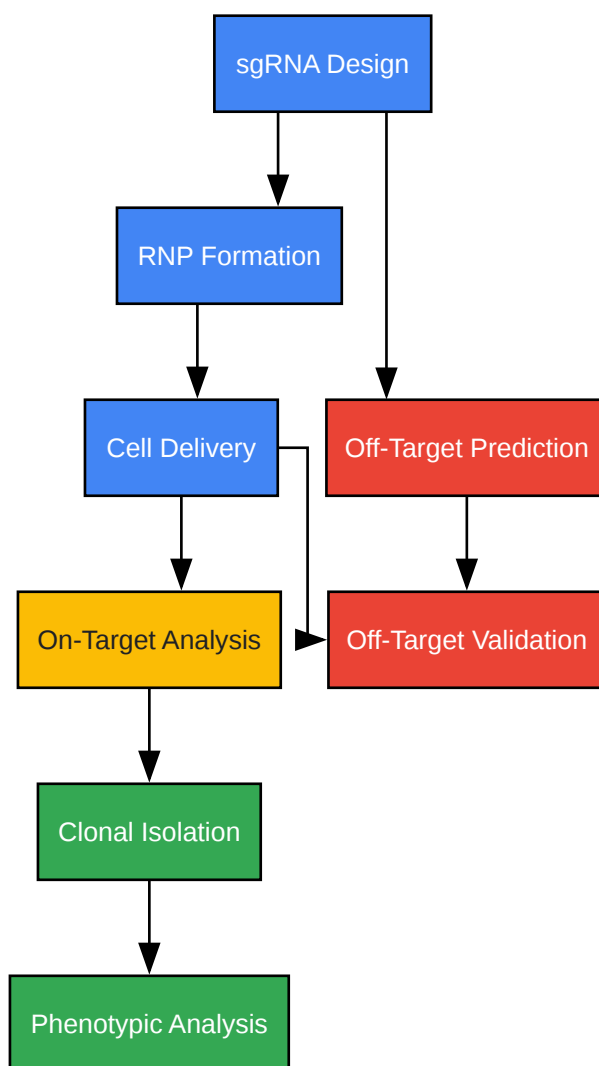 sgRNA Design
RNP Formation
Cell Delivery
Off-Target Prediction
On-Target Analysis
Off-Target Validation
Clonal Isolation
Phenotypic Analysis